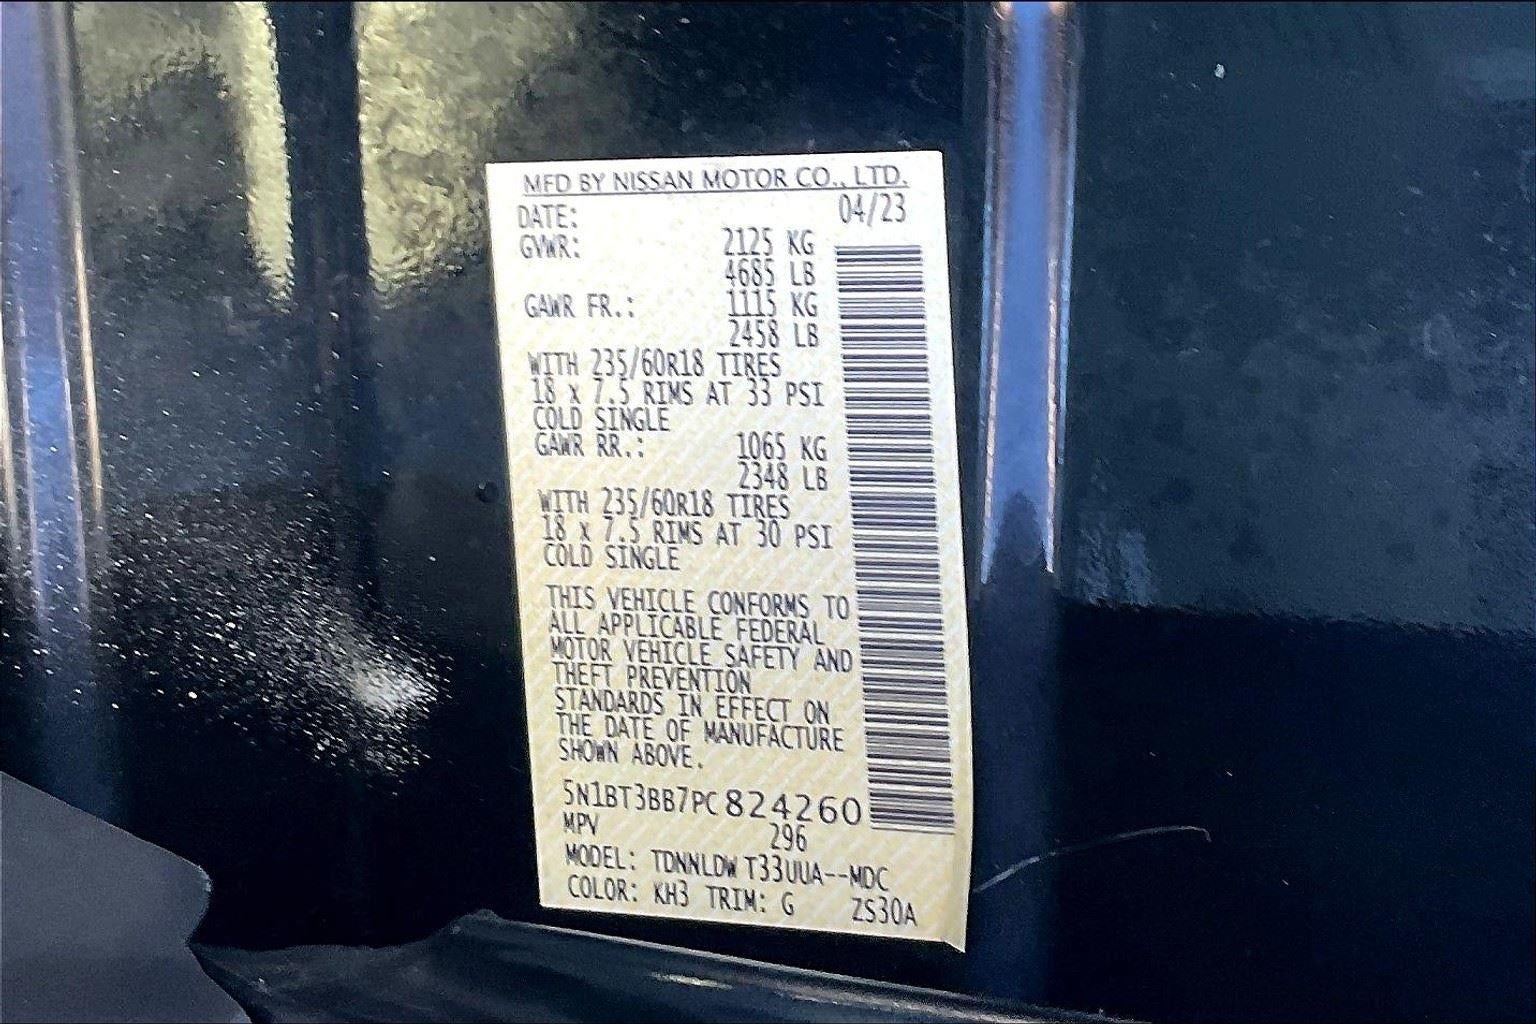 MFD BY NISSAN MOTOR CO., LTD.
DATE: 04/23
GVWR: 2125 KG
4685 LB
GAWR FR.: 1115 KG
2458 LB
WITH 235/60R18 TIRES
18 x 7.5 RIMS AT 33 PSI
COLD SINGLE
GAWR RR.: 1065 KG
2348 LB
WITH 235/60R18 TIRES
18 x 7.5 RIMS AT 30 PSI
COLD SINGLE
THIS VEHICLE CONFORMS TO
ALL APPLICABLE FEDERAL
MOTOR VEHICLE SAFETY AND
THEFT PREVENTION
STANDARDS IN EFFECT ON
THE DATE OF MANUFACTURE
SHOWN ABOVE.
5N1BT3BB7PC824260
MPV 296
MODEL: TDNNLDW T33UUA--MDC
COLOR: KH3 TRIM: G ZS30A